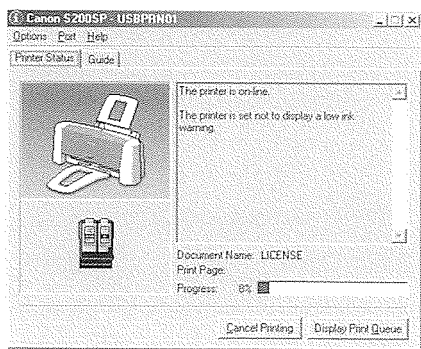 Canon S200SP - USBPRN01
Options Port Help
Printer Status Guide
The printer is on-line.
The printer is set not to display a low ink
warning.
Document Name: LICENSE
Print Page:
Progress: 8%
Cancel Printing Display Print Queue